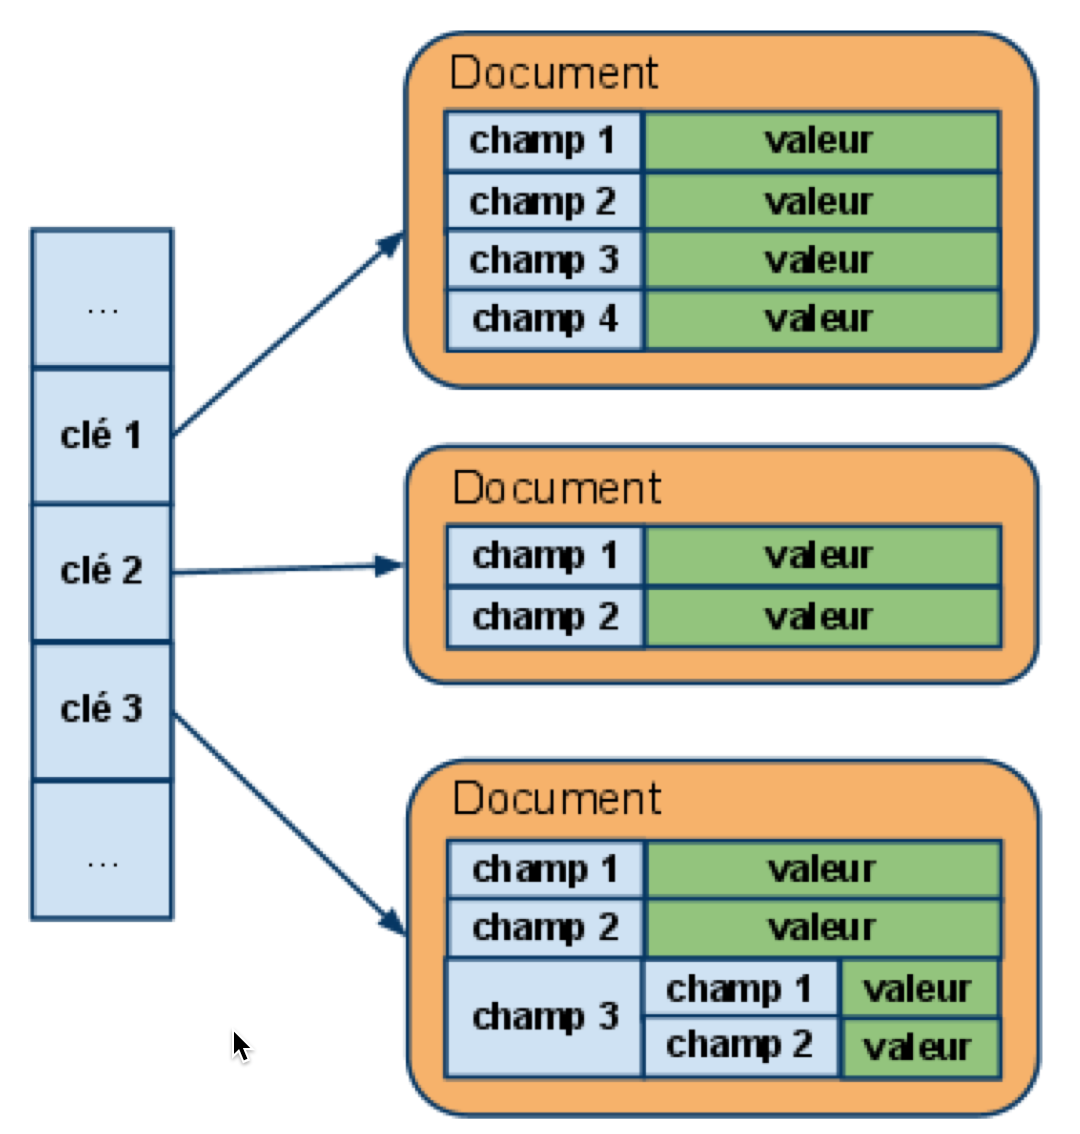 ...
clé 1
clé 2
clé 3
...
Document
champ 1 valeur
champ 2 valeur
champ 3 valeur
champ 4 valeur
Document
champ 1 valeur
champ 2 valeur
Document
champ 1 valeur
champ 2 valeur
champ 3
champ 1 valeur
champ 2 valeur